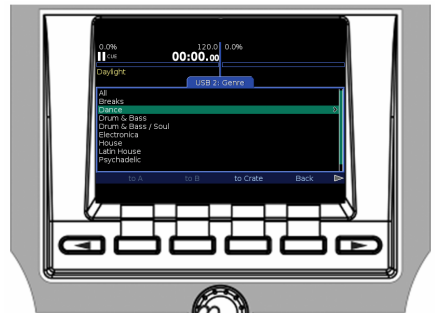 0.0% 120.0 0.0%
CUE 00:00.00
Daylight
USB 2: Genre
All
Breaks
Dance
Drum & Bass
Drum & Bass / Soul
Electronica
House
Latin House
Psychadelic
to A to B to Crate Back